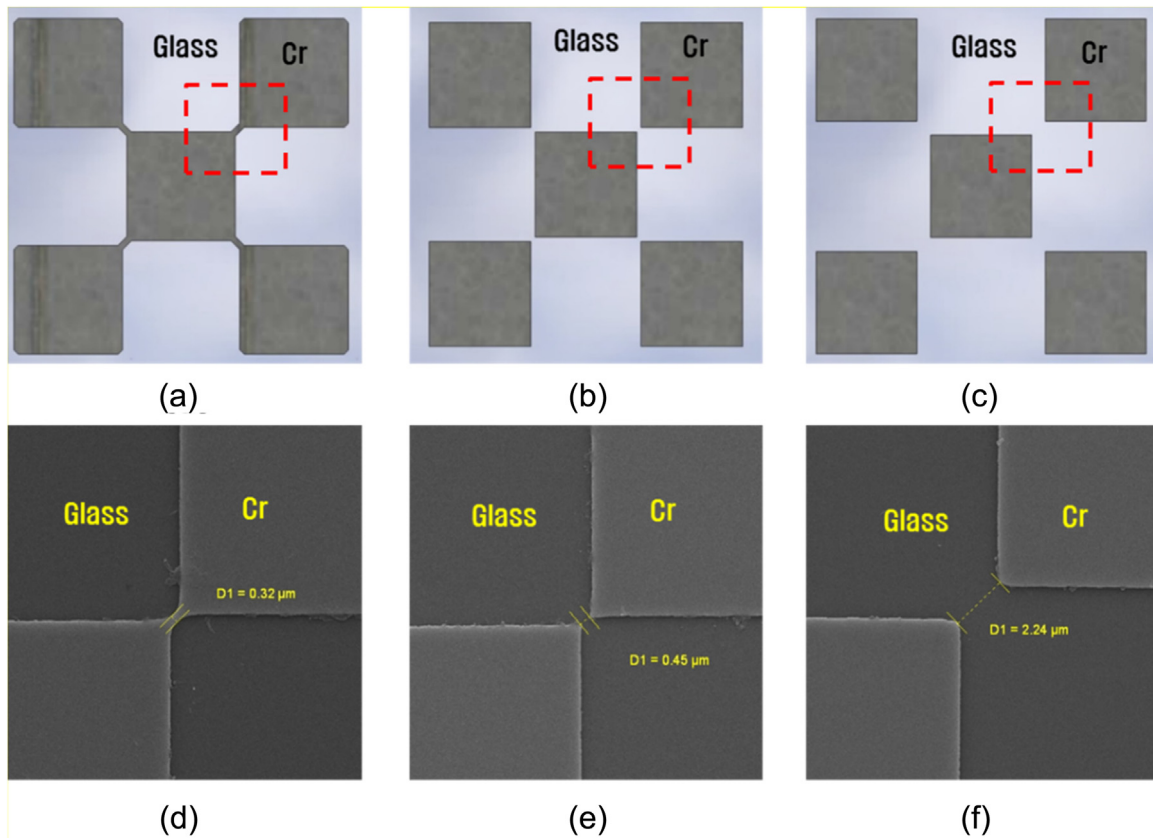 Glass Cr
Glass Cr
Glass Cr
(a)
(b)
(c)
Glass Cr
D1 = 0.32 µm
Glass Cr
D1 = 0.45 µm
Glass Cr
D1 = 2.24 µm
(d)
(e)
(f)